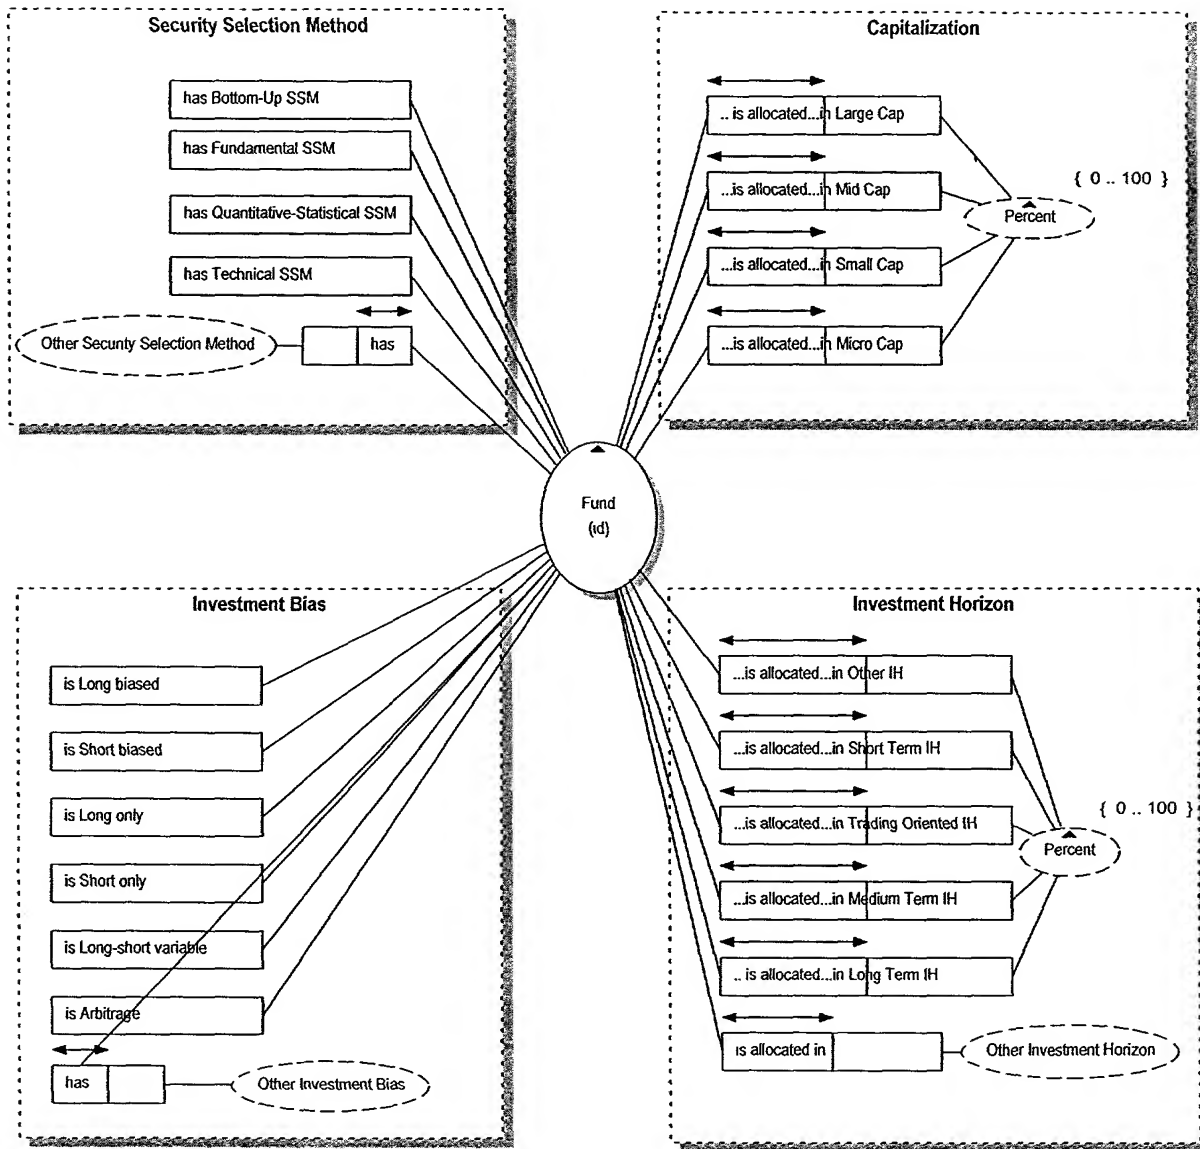 Security Selection Method
has Bottom-Up SSM
has Fundamental SSM
has Quantitative-Statistical SSM
has Technical SSM
Other Security Selection Method
has
Capitalization
.. is allocated...in Large Cap
...is allocated...in Mid Cap
...is allocated...in Small Cap
...is allocated...in Micro Cap
{ 0 .. 100 }
Percent
Fund
(id)
Investment Bias
is Long biased
is Short biased
is Long only
is Short only
is Long-short variable
is Arbitrage
has
Other Investment Bias
Investment Horizon
...is allocated...in Other IH
...is allocated...in Short Term IH
...is allocated...in Trading Oriented IH
...is allocated...in Medium Term IH
.. is allocated...in Long Term IH
is allocated in
Other Investment Horizon
{ 0 .. 100 }
Percent